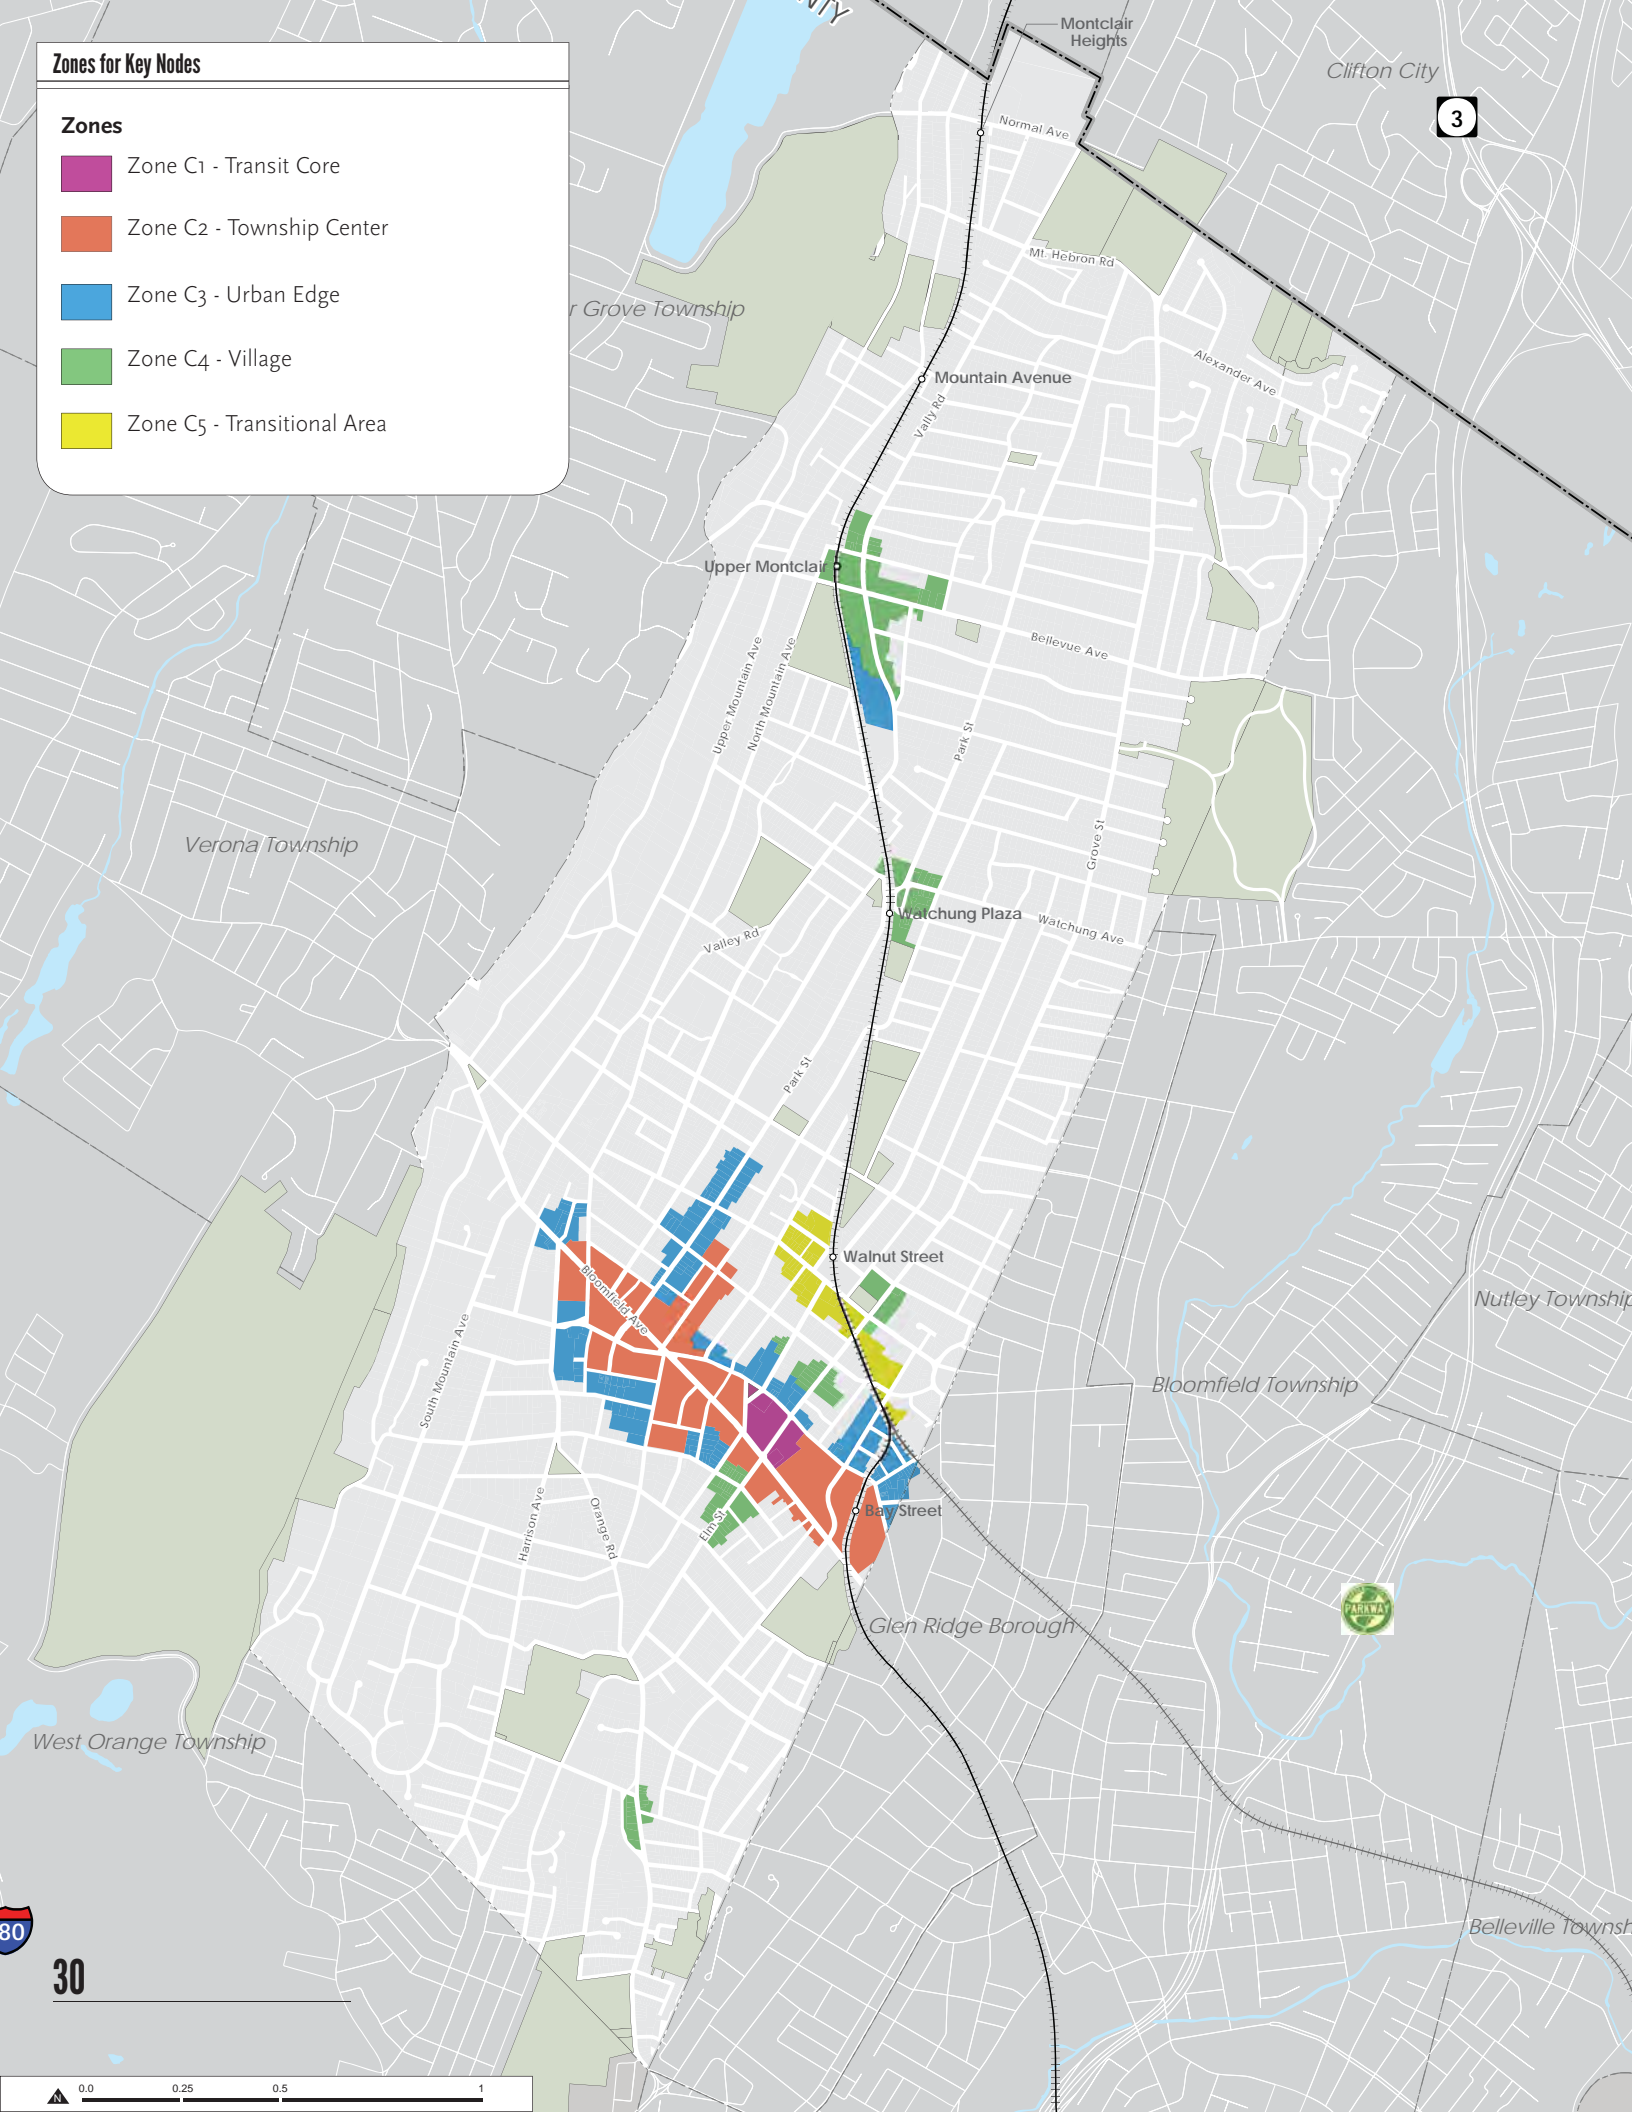 NTY
Montclair
Heights
Clifton City
3
Zones for Key Nodes
Zones
Zone C1 - Transit Core
Zone C2 - Township Center
Zone C3 - Urban Edge
Zone C4 - Village
Zone C5 - Transitional Area
Normal Ave
Mt. Hebron Rd
r Grove Township
Alexander Ave
Mountain Avenue
Vally Rd
Upper Montclair
Bellevue Ave
Upper Mountain Ave
North Mountain Ave
Park St
Verona Township
Grove St
Watchung Plaza
Watchung Ave
Valley Rd
Park St
Walnut Street
Bloomfield Ave
Nutley Township
South Mountain Ave
Bloomfield Township
Harrison Ave
Orange Rd
Elm St
Bay Street
PARKWAY
Glen Ridge Borough
West Orange Township
80
Belleville Townsh
30
N
0.0 0.25 0.5 1